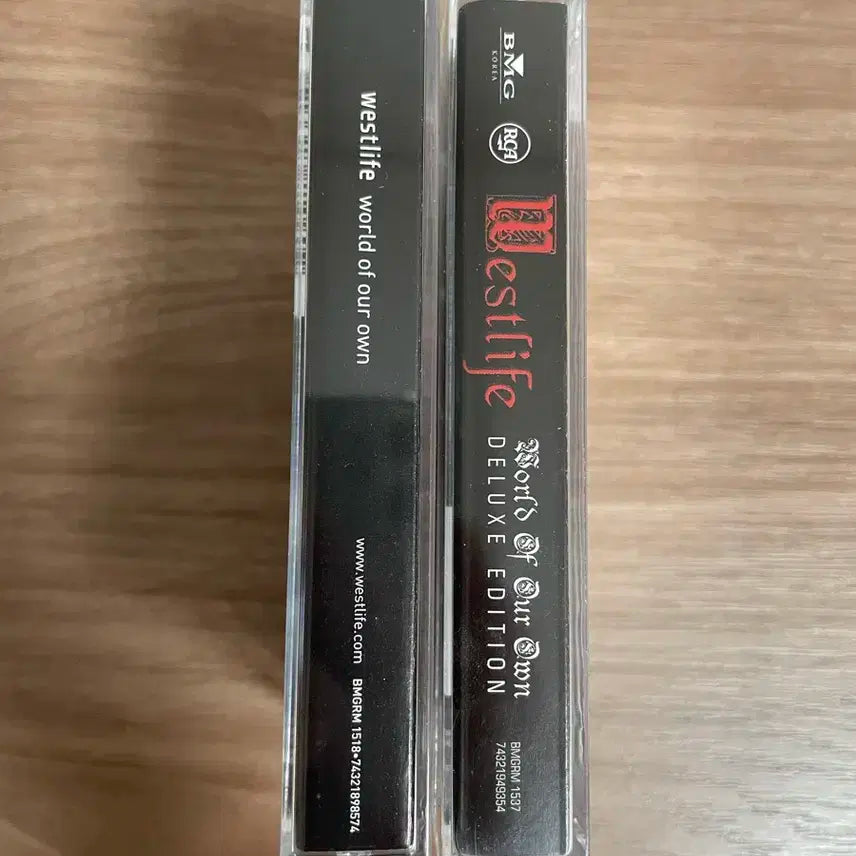 westlife world of our own
www.westlife.com BMGRM 1518•74321898574
BMG
KOREA
RCA
Westlife
World Of Our Own
DELUXE EDITION
BMGRM 1537
74321949354